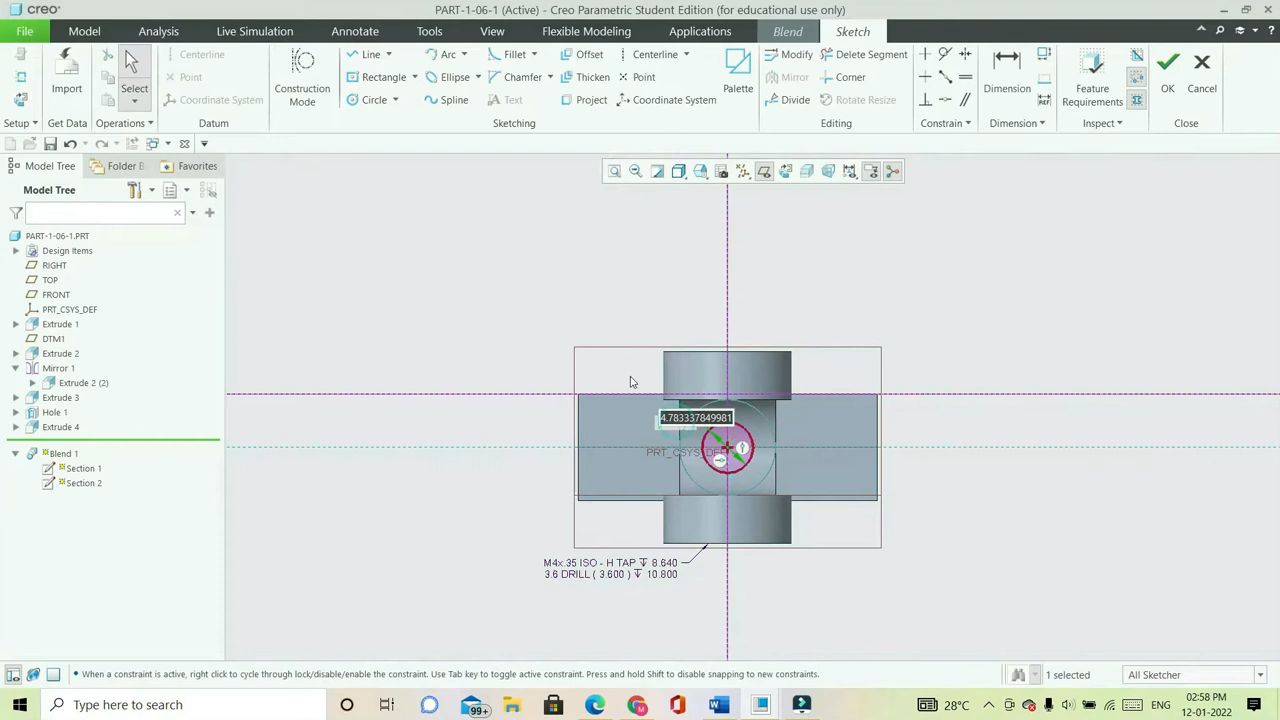 creo
PART-1-06-1 (Active) - Creo Parametric Student Edition (for educational use only)
File
Model
Analysis
Live Simulation
Annotate
Tools
View
Flexible Modeling
Applications
Blend
Sketch
Import
Select
Centerline
Point
Coordinate System
Construction
Mode
Line
Arc
Fillet
Offset
Centerline
Rectangle
Ellipse
Chamfer
Thicken
Point
Circle
Spline
Text
Project
Coordinate System
Palette
Modify
Delete Segment
Mirror
Corner
Divide
Rotate Resize
Dimension
Feature
Requirements
OK
Cancel
Setup
Get Data
Operations
Datum
Sketching
Editing
Constrain
Dimension
Inspect
Close
Model Tree
Folder B
Favorites
Model Tree
PART-1-06-1.PRT
Design Items
RIGHT
TOP
FRONT
PRT_CSYS_DEF
Extrude 1
DTM1
Extrude 2
Mirror 1
Extrude 2 (2)
Extrude 3
Hole 1
Extrude 4
Blend 1
Section 1
Section 2
4.783337849981
PRT_CSYS_DEF
M4x.35 ISO - H TAP ↧ 8.640
3.6 DRILL ( 3.600 ) ↧ 10.800
• When a constraint is active, right click to cycle through lock/disable/enable the constraint. Use Tab key to toggle active constraint. Press and hold Shift to disable snapping to new constraints.
1 selected
All Sketcher
Type here to search
99+
28°C
ENG
02:58 PM
12-01-2022